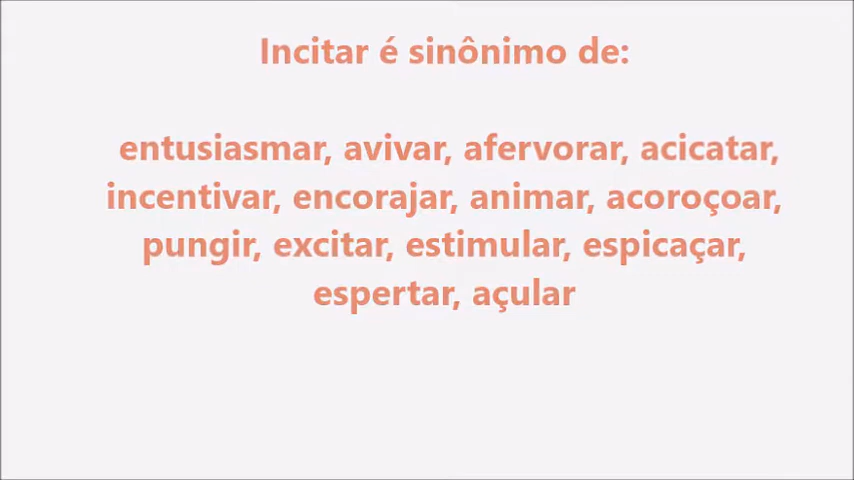 Incitar é sinônimo de:
entusiasmar, avivar, afervorar, acicatar,
incentivar, encorajar, animar, acoroçoar,
pungir, excitar, estimular, espicaçar,
espertar, açular